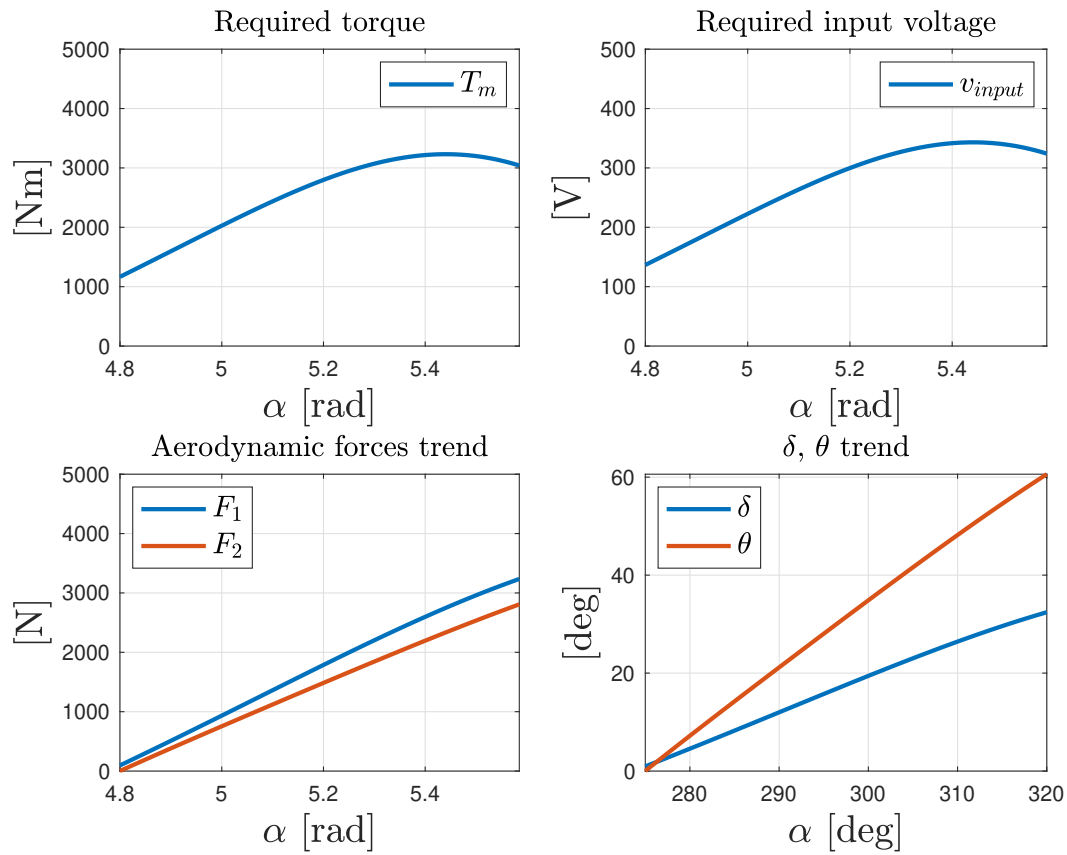 Required torque
5000
4000
3000
2000
1000
0
[Nm]
T_m
4.8 5 5.2 5.4
α [rad]
Required input voltage
500
400
300
200
100
0
[V]
v_input
4.8 5 5.2 5.4
α [rad]
Aerodynamic forces trend
5000
4000
3000
2000
1000
0
[N]
F_1
F_2
4.8 5 5.2 5.4
α [rad]
δ, θ trend
60
40
20
0
[deg]
δ
θ
280 290 300 310 320
α [deg]